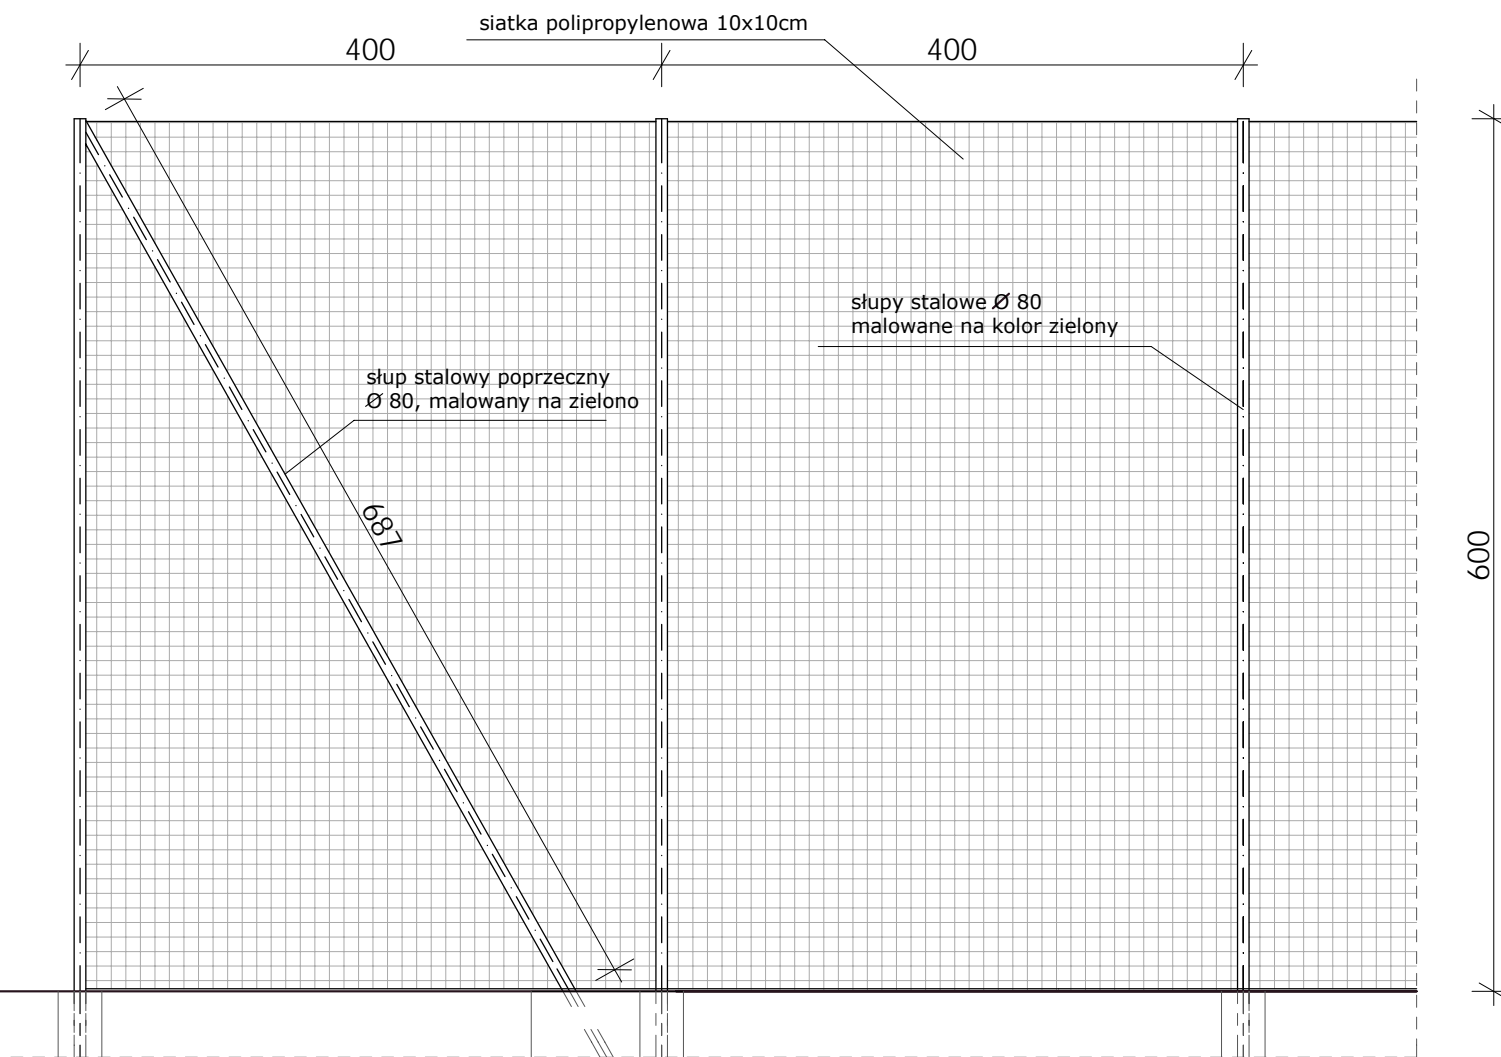 siatka polipropylenowa 10x10cm
400
400
słupy stalowe Ø 80
malowane na kolor zielony
słup stalowy poprzeczny
Ø 80, malowany na zielono
687
600